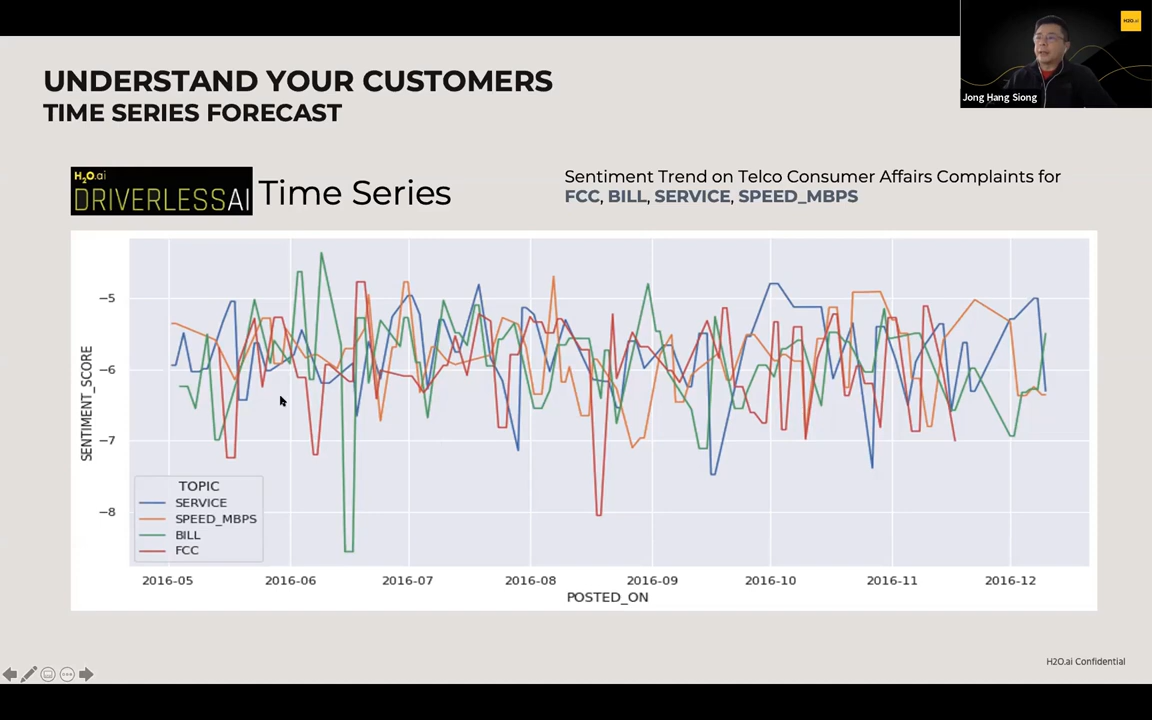 UNDERSTAND YOUR CUSTOMERS
TIME SERIES FORECAST
H2O.ai
Jong Hang Siong
H2O.ai
DRIVERLESSAI
Time Series
Sentiment Trend on Telco Consumer Affairs Complaints for
FCC, BILL, SERVICE, SPEED_MBPS
SENTIMENT_SCORE
−5
−6
−7
−8
TOPIC
SERVICE
SPEED_MBPS
BILL
FCC
2016-05 2016-06 2016-07 2016-08 2016-09 2016-10 2016-11 2016-12
POSTED_ON
H2O.ai Confidential